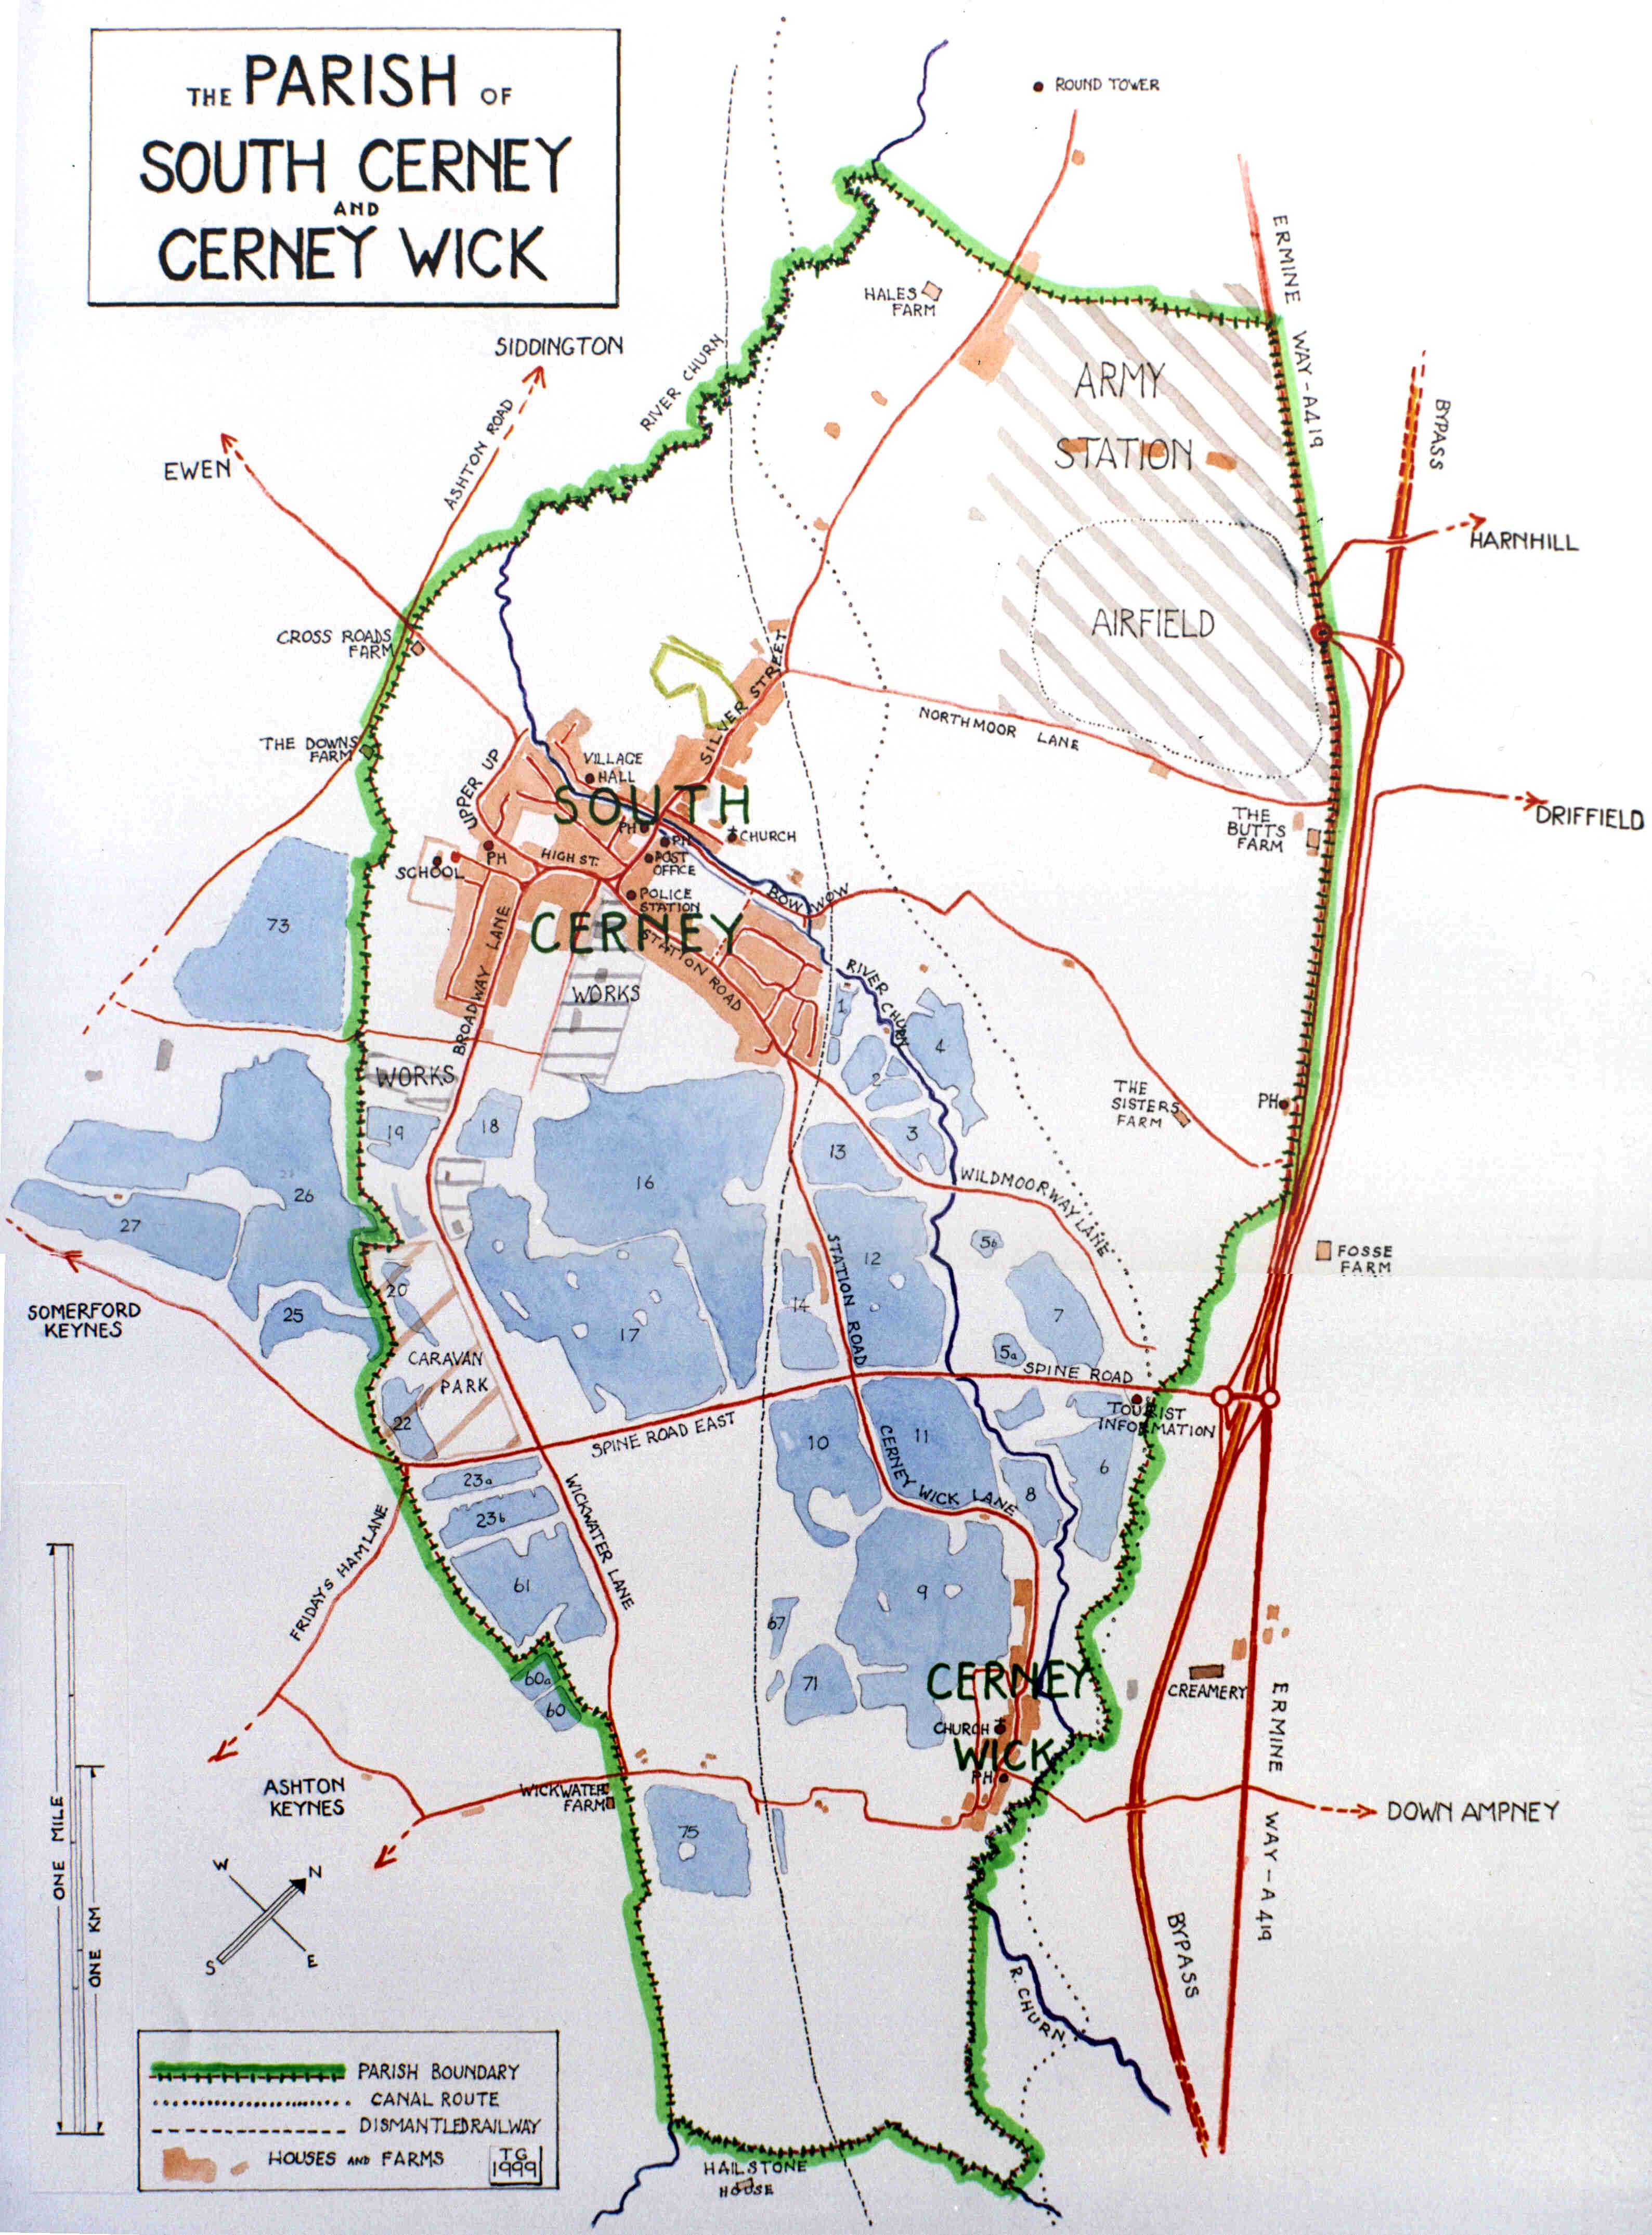 THE PARISH OF
SOUTH CERNEY
AND
CERNEY WICK
ROUND TOWER
ERMINE WAY - A419
HALES
FARM
SIDDINGTON
RIVER CHURN
ARMY
STATION
BYPASS
ASHTON ROAD
EWEN
HARNHILL
CROSS ROADS
FARM
AIRFIELD
SILVER STREET
NORTHMOOR LANE
THE DOWNS
FARM
UPPER UP
VILLAGE
HALL
SOUTH
THE
BUTTS
FARM
DRIFFIELD
PH
PH
CHURCH
PH
HIGH ST.
POST
OFFICE
SCHOOL
POLICE
STATION
BOW WOW
CERNEY
73
BROADWAY LANE
STATION ROAD
RIVER CHURN
WORKS
1
4
WORKS
2
THE
SISTERS
FARM
PH
19
18
3
13
16
WILDMOORWAY LANE
26
27
5b
STATION ROAD
12
FOSSE
FARM
20
14
7
25
SOMERFORD
KEYNES
17
CARAVAN
PARK
5a
SPINE ROAD
22
TOURIST
INFORMATION
SPINE ROAD EAST
10
11
CERNEY WICK LANE
6
23a
8
23b
WICKWATER LANE
FRIDAYS HAM LANE
61
9
67
60a
71
CERNEY
CREAMERY
60
CHURCH
WICK
PH
ERMINE WAY - A419
ASHTON
KEYNES
WICKWATER
FARM
DOWN AMPNEY
75
ONE MILE
ONE KM
W
N
S
E
BYPASS
R. CHURN
PARISH BOUNDARY
CANAL ROUTE
DISMANTLED RAILWAY
HOUSES AND FARMS
TG
1999
HAILSTONE
HOUSE